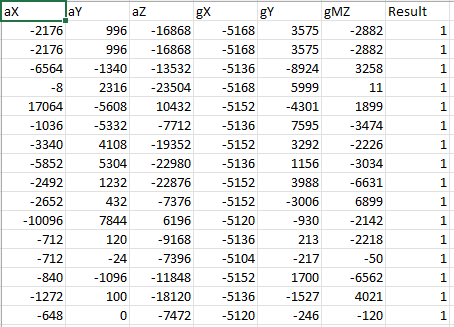 aX aY aZ gX gY gMZ Result
-2176 996 -16868 -5168 3575 -2882 1
-2176 996 -16868 -5168 3575 -2882 1
-6564 -1340 -13532 -5136 -8924 3258 1
-8 2316 -23504 -5168 5999 11 1
17064 -5608 10432 -5152 -4301 1899 1
-1036 -5332 -7712 -5136 7595 -3474 1
-3340 4108 -19352 -5152 3292 -2226 1
-5852 5304 -22980 -5136 1156 -3034 1
-2492 1232 -22876 -5152 3988 -6631 1
-2652 432 -7376 -5152 -3006 6899 1
-10096 7844 6196 -5120 -930 -2142 1
-712 120 -9168 -5136 213 -2218 1
-712 -24 -7396 -5104 -217 -50 1
-840 -1096 -11848 -5152 1700 -6562 1
-1272 100 -18120 -5136 -1527 4021 1
-648 0 -7472 -5120 -246 -120 1